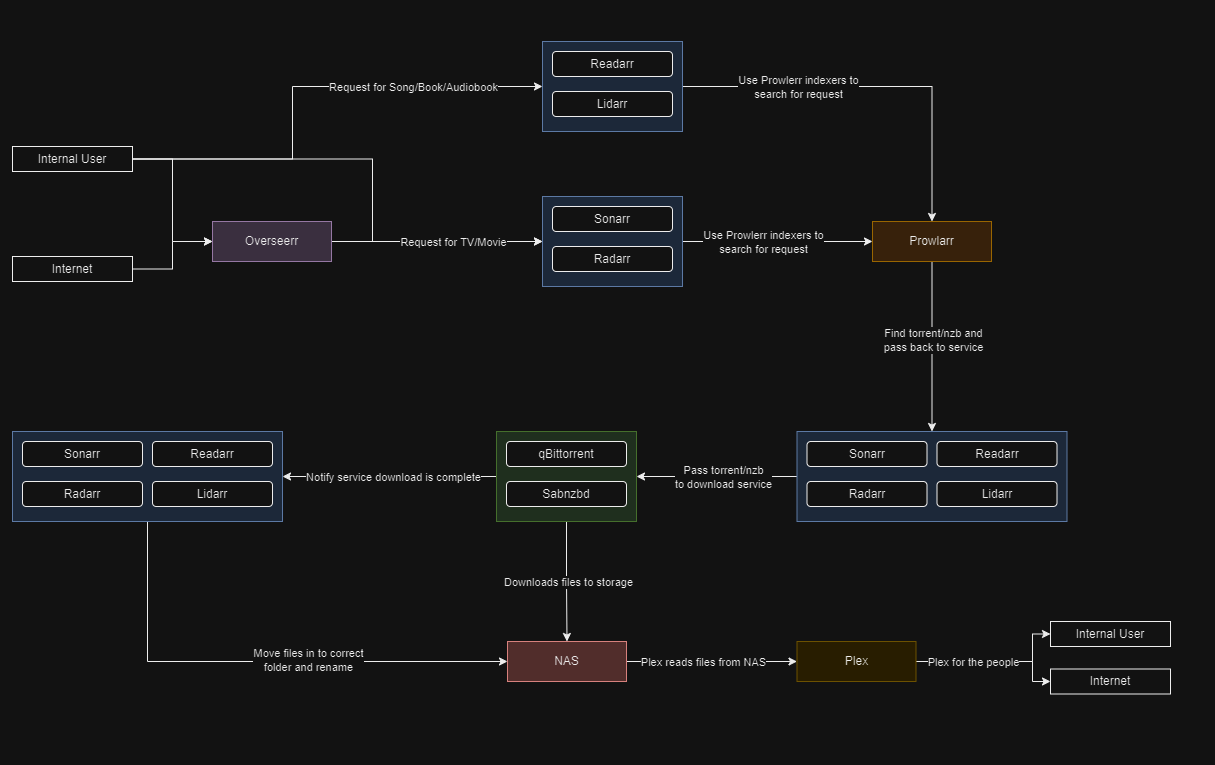 Readarr
Lidarr
Request for Song/Book/Audiobook
Use Prowlerr indexers to
search for request
Internal User
Internet
Overseerr
Request for TV/Movie
Sonarr
Radarr
Use Prowlerr indexers to
search for request
Prowlarr
Find torrent/nzb and
pass back to service
Sonarr
Readarr
Radarr
Lidarr
Notify service download is complete
qBittorrent
Sabnzbd
Pass torrent/nzb
to download service
Sonarr
Readarr
Radarr
Lidarr
Downloads files to storage
Move files in to correct
folder and rename
NAS
Plex reads files from NAS
Plex
Plex for the people
Internal User
Internet